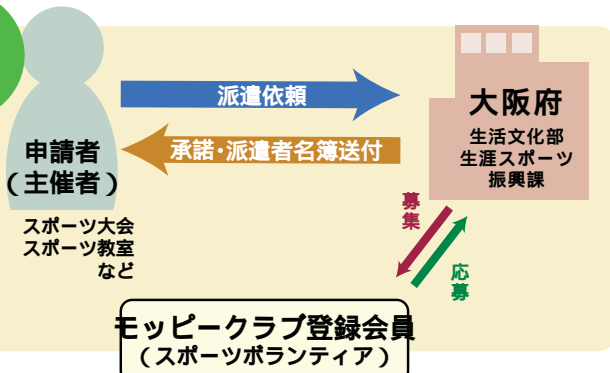 派遣依頼
承諾・派遣者名簿送付
申請者
（主催者）
スポーツ大会
スポーツ教室
など
大阪府
生活文化部
生涯スポーツ
振興課
募集
応募
モッピークラブ登録会員
（スポーツボランティア）